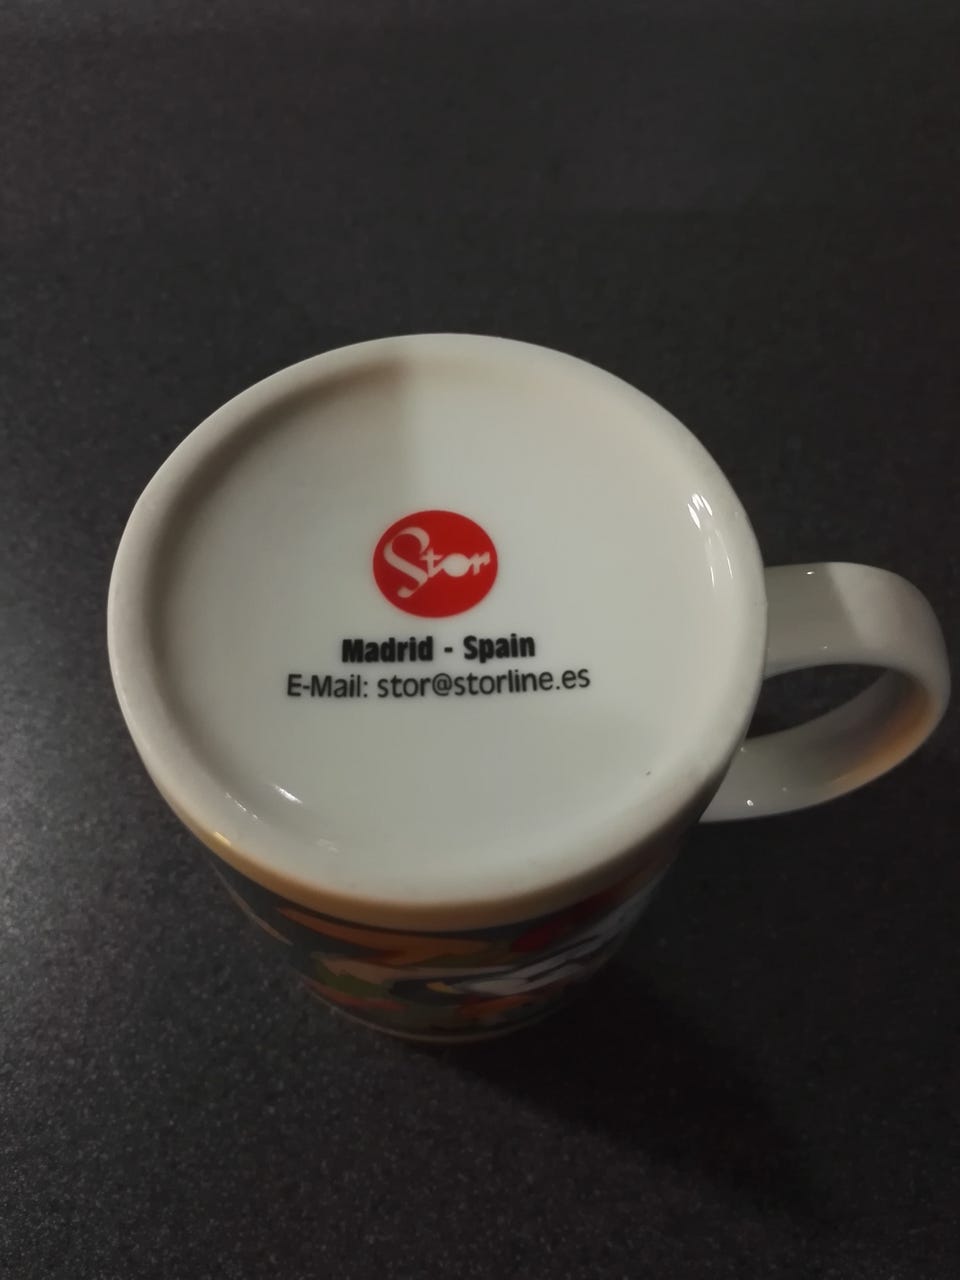 Stor
Madrid - Spain
E-Mail: stor@storline.es